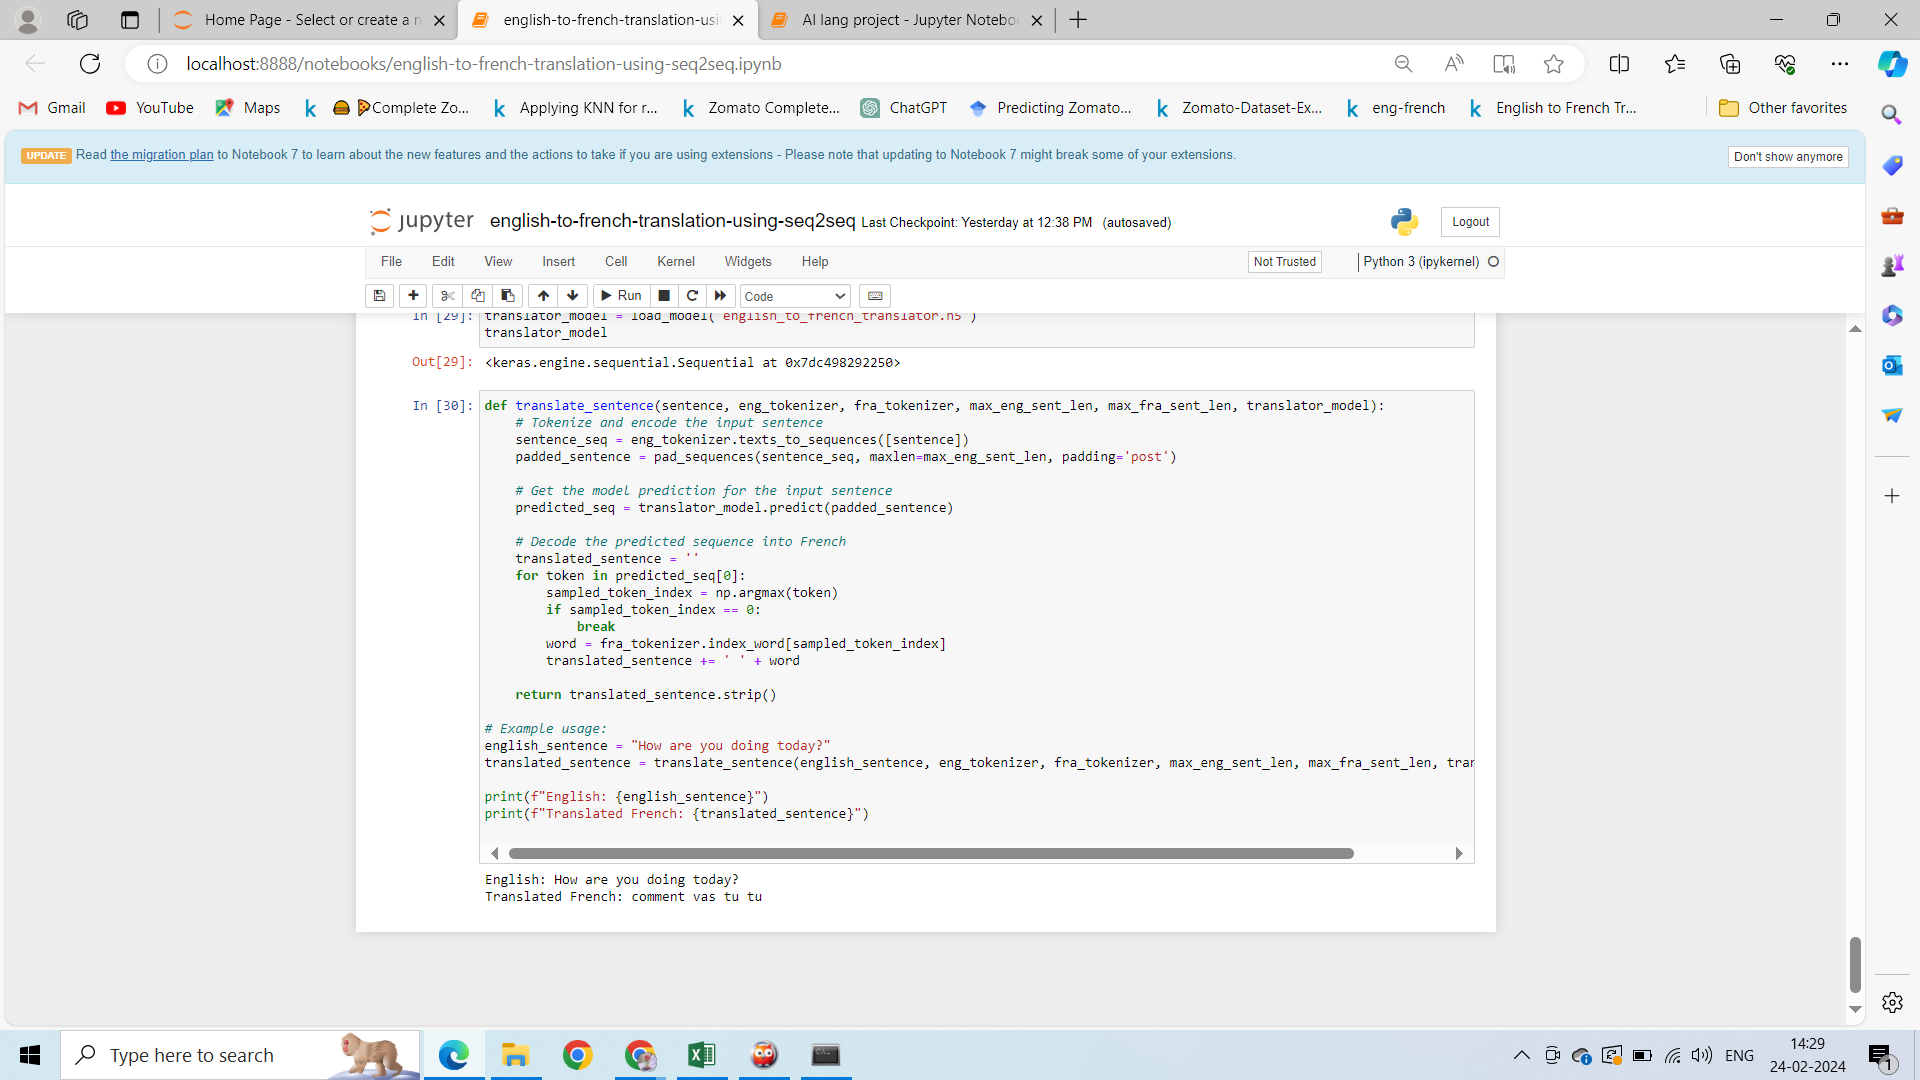 Home Page - Select or create a n
english-to-french-translation-usi
AI lang project - Jupyter Noteboo
localhost:8888/notebooks/english-to-french-translation-using-seq2seq.ipynb
Gmail
YouTube
Maps
Complete Zo...
Applying KNN for r...
Zomato Complete...
ChatGPT
Predicting Zomato...
Zomato-Dataset-Ex...
eng-french
English to French Tr...
Other favorites
UPDATE Read the migration plan to Notebook 7 to learn about the new features and the actions to take if you are using extensions - Please note that updating to Notebook 7 might break some of your extensions.
Don't show anymore
jupyter english-to-french-translation-using-seq2seq Last Checkpoint: Yesterday at 12:38 PM (autosaved)
Logout
File Edit View Insert Cell Kernel Widgets Help
Not Trusted
Python 3 (ipykernel)
Run
Code
In [29]: translator_model = load_model('english_to_french_translator.h5')
translator_model
Out[29]: <keras.engine.sequential.Sequential at 0x7dc498292250>
In [30]: def translate_sentence(sentence, eng_tokenizer, fra_tokenizer, max_eng_sent_len, max_fra_sent_len, translator_model):
# Tokenize and encode the input sentence
sentence_seq = eng_tokenizer.texts_to_sequences([sentence])
padded_sentence = pad_sequences(sentence_seq, maxlen=max_eng_sent_len, padding='post')
# Get the model prediction for the input sentence
predicted_seq = translator_model.predict(padded_sentence)
# Decode the predicted sequence into French
translated_sentence = ''
for token in predicted_seq[0]:
sampled_token_index = np.argmax(token)
if sampled_token_index == 0:
break
word = fra_tokenizer.index_word[sampled_token_index]
translated_sentence += ' ' + word
return translated_sentence.strip()
# Example usage:
english_sentence = "How are you doing today?"
translated_sentence = translate_sentence(english_sentence, eng_tokenizer, fra_tokenizer, max_eng_sent_len, max_fra_sent_len, tran
print(f"English: {english_sentence}")
print(f"Translated French: {translated_sentence}")
English: How are you doing today?
Translated French: comment vas tu tu
Type here to search
ENG
14:29
24-02-2024
1